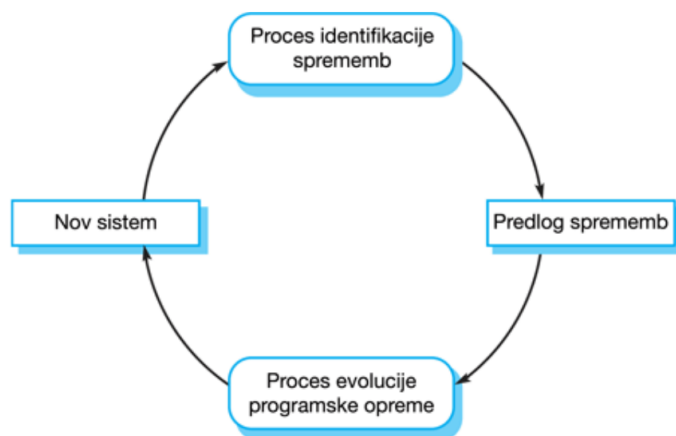 Proces identifikacije
sprememb
Nov sistem
Predlog sprememb
Proces evolucije
programske opreme